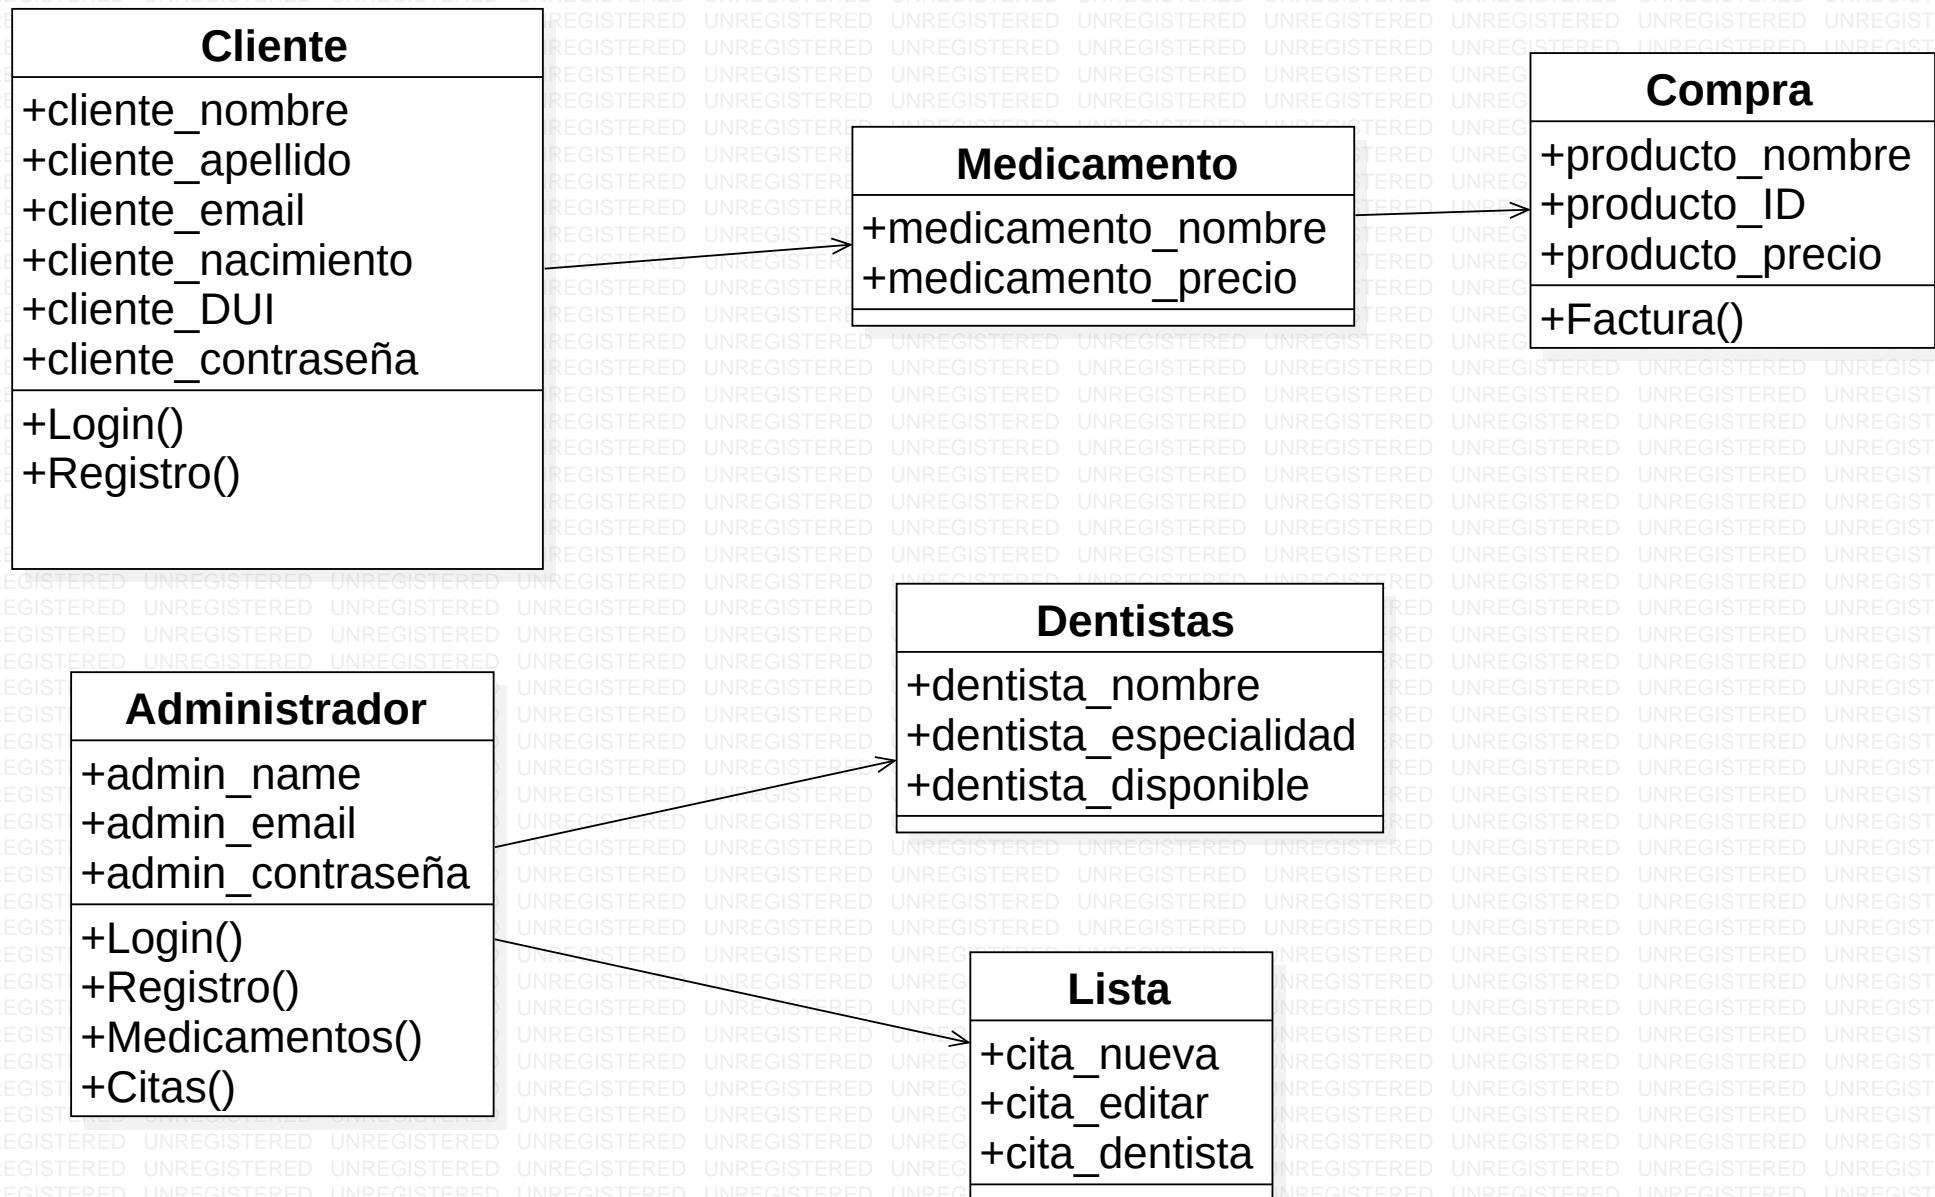 Cliente
+cliente_nombre
+cliente_apellido
+cliente_email
+cliente_nacimiento
+cliente_DUI
+cliente_contraseña
+Login()
+Registro()
Medicamento
+medicamento_nombre
+medicamento_precio
Compra
+producto_nombre
+producto_ID
+producto_precio
+Factura()
Dentistas
+dentista_nombre
+dentista_especialidad
+dentista_disponible
Administrador
+admin_name
+admin_email
+admin_contraseña
+Login()
+Registro()
+Medicamentos()
+Citas()
Lista
+cita_nueva
+cita_editar
+cita_dentista
UNREGISTERED